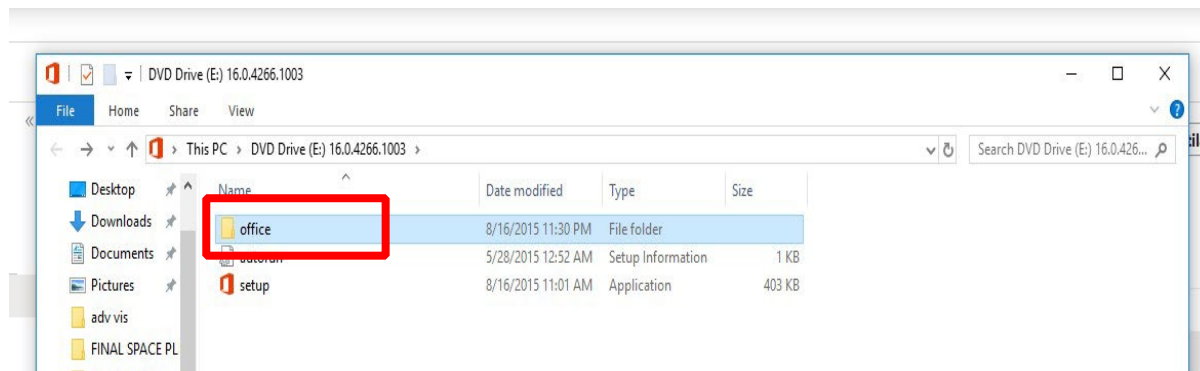 DVD Drive (E:) 16.0.4266.1003
File Home Share View
This PC > DVD Drive (E:) 16.0.4266.1003 >
Search DVD Drive (E:) 16.0.426...
Desktop
Downloads
Documents
Pictures
adv vis
FINAL SPACE PL
Name Date modified Type Size
office 8/16/2015 11:30 PM File folder
autorun 5/28/2015 12:52 AM Setup Information 1 KB
setup 8/16/2015 11:01 AM Application 403 KB